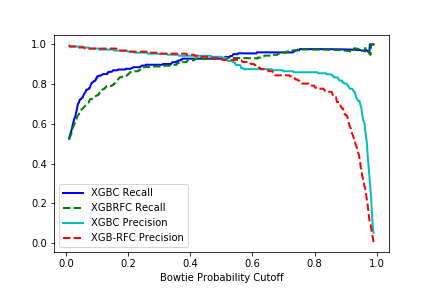 1.0
0.8
0.6
0.4
0.2
0.0
XGBC Recall
XGBRFC Recall
XGBC Precision
XGB-RFC Precision
0.0 0.2 0.4 0.6 0.8 1.0
Bowtie Probability Cutoff